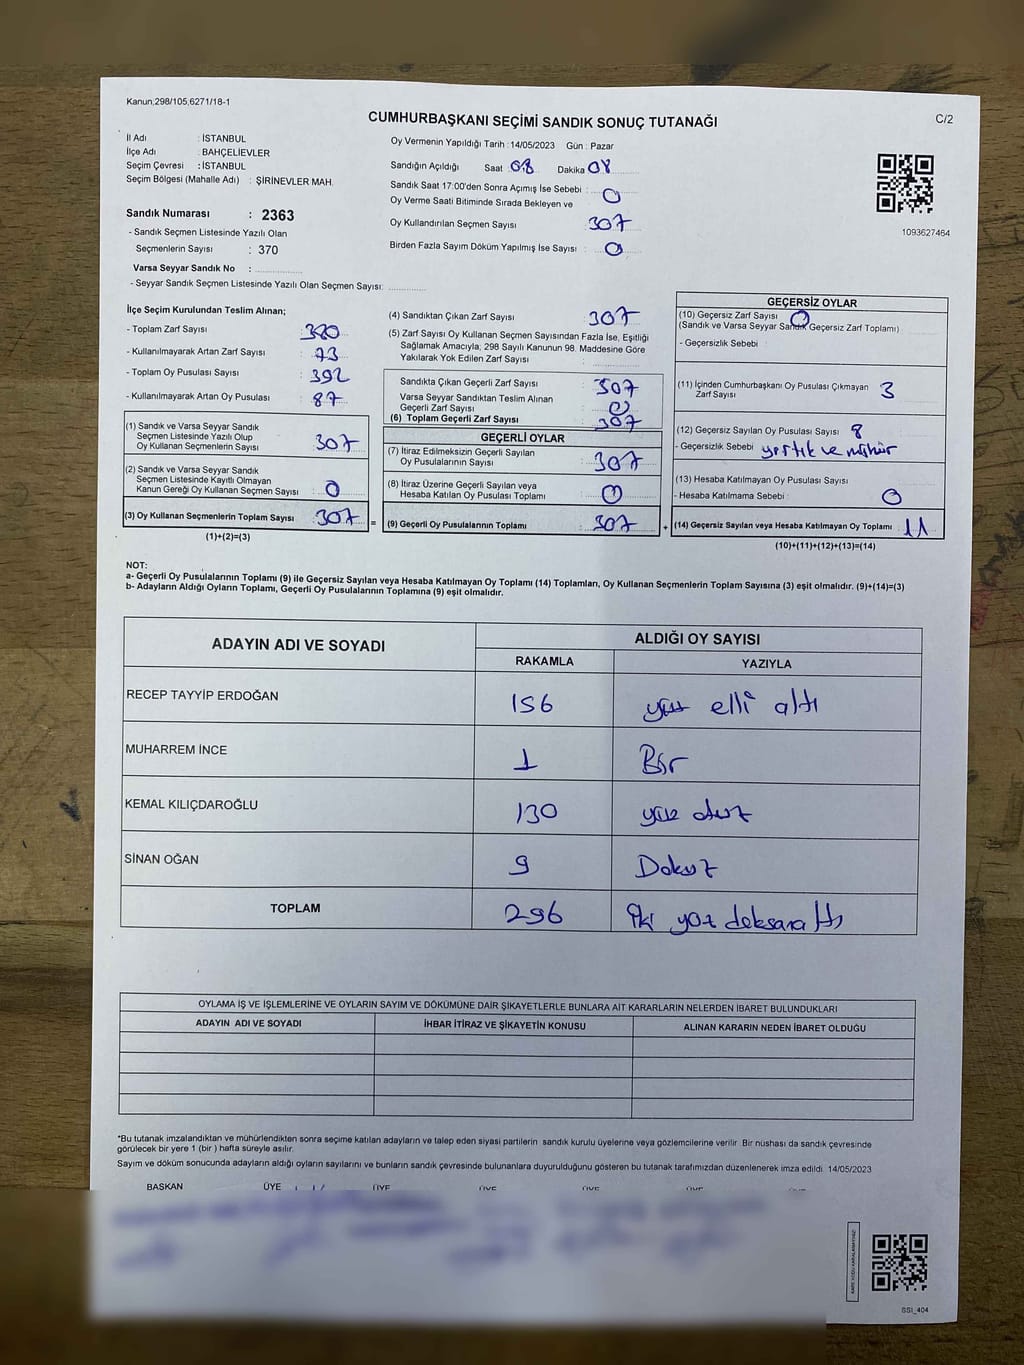 Kanun;298/105,6271/18-1
CUMHURBAŞKANI SEÇİMİ SANDIK SONUÇ TUTANAĞI
C/2
İl Adı : İSTANBUL
İlçe Adı : BAHÇELİEVLER
Seçim Çevresi : İSTANBUL
Seçim Bölgesi (Mahalle Adı) : ŞİRİNEVLER MAH.
Sandık Numarası : 2363
- Sandık Seçmen Listesinde Yazılı Olan
Seçmenlerin Sayısı : 370
Varsa Seyyar Sandık No :
- Seyyar Sandık Seçmen Listesinde Yazılı Olan Seçmen Sayısı:
Oy Vermenin Yapıldığı Tarih : 14/05/2023 Gün : Pazar
Sandığın Açıldığı Saat : 08 Dakika 08
Sandık Saat 17:00'den Sonra Açılmış İse Sebebi :
Oy Verme Saati Bitiminde Sırada Bekleyen ve 0
Oy Kullandırılan Seçmen Sayısı : 307
Birden Fazla Sayım Döküm Yapılmış İse Sayısı : 0
1093627464
İlçe Seçim Kurulundan Teslim Alınan;
- Toplam Zarf Sayısı : 380
- Kullanılmayarak Artan Zarf Sayısı : 73
- Toplam Oy Pusulası Sayısı : 392
- Kullanılmayarak Artan Oy Pusulası : 87
(1) Sandık ve Varsa Seyyar Sandık
Seçmen Listesinde Yazılı Olup
Oy Kullanan Seçmenlerin Sayısı : 307
(2) Sandık ve Varsa Seyyar Sandık
Seçmen Listesinde Kayıtlı Olmayan
Kanun Gereği Oy Kullanan Seçmen Sayısı : 0
(3) Oy Kullanan Seçmenlerin Toplam Sayısı : 307
(1)+(2)=(3)
(4) Sandıktan Çıkan Zarf Sayısı : 307
(5) Zarf Sayısı Oy Kullanan Seçmen Sayısından Fazla İse, Eşitliği
Sağlamak Amacıyla; 298 Sayılı Kanunun 98. Maddesine Göre
Yakılarak Yok Edilen Zarf Sayısı :
Sandıkta Çıkan Geçerli Zarf Sayısı : 307
Varsa Seyyar Sandıktan Teslim Alınan
Geçerli Zarf Sayısı : 0
(6) Toplam Geçerli Zarf Sayısı : 307
=
GEÇERLİ OYLAR
(7) İtiraz Edilmeksizin Geçerli Sayılan
Oy Pusulalarının Sayısı : 307
(8) İtiraz Üzerine Geçerli Sayılan veya
Hesaba Katılan Oy Pusulası Toplamı : 0
(9) Geçerli Oy Pusulalarının Toplamı : 307
+
GEÇERSİZ OYLAR
(10) Geçersiz Zarf Sayısı : 0
(Sandık ve Varsa Seyyar Sandık Geçersiz Zarf Toplamı)
- Geçersizlik Sebebi :
(11) İçinden Cumhurbaşkanı Oy Pusulası Çıkmayan
Zarf Sayısı 3
(12) Geçersiz Sayılan Oy Pusulası Sayısı : 8
- Geçersizlik Sebebi : yırtık ve mühür
(13) Hesaba Katılmayan Oy Pusulası Sayısı :
- Hesaba Katılmama Sebebi : 0
(14) Geçersiz Sayılan veya Hesaba Katılmayan Oy Toplamı : 11
(10)+(11)+(12)+(13)=(14)
NOT:
a- Geçerli Oy Pusulalarının Toplamı (9) ile Geçersiz Sayılan veya Hesaba Katılmayan Oy Toplamı (14) Toplamları, Oy Kullanan Seçmenlerin Toplam Sayısına (3) eşit olmalıdır. (9)+(14)=(3)
b- Adayların Aldığı Oyların Toplamı, Geçerli Oy Pusulalarının Toplamına (9) eşit olmalıdır.
ADAYIN ADI VE SOYADI
ALDIĞI OY SAYISI
RAKAMLA YAZIYLA
RECEP TAYYİP ERDOĞAN 156 yüz elli altı
MUHARREM İNCE 1 Bir
KEMAL KILIÇDAROĞLU 130 yüz otuz
SİNAN OĞAN 9 Dokuz
TOPLAM 296 iki yüz doksan altı
OYLAMA İŞ VE İŞLEMLERİNE VE OYLARIN SAYIM VE DÖKÜMÜNE DAİR ŞİKAYETLERLE BUNLARA AİT KARARLARIN NELERDEN İBARET BULUNDUKLARI
ADAYIN ADI VE SOYADI İHBAR İTİRAZ VE ŞİKAYETİN KONUSU ALINAN KARARIN NEDEN İBARET OLDUĞU
*Bu tutanak imzalandıktan ve mühürlendikten sonra seçime katılan adayların ve talep eden siyasi partilerin sandık kurulu üyelerine veya gözlemcilerine verilir. Bir nüshası da sandık çevresinde
görülecek bir yere 1 (bir) hafta süreyle asılır.
Sayım ve döküm sonucunda adayların aldığı oyların sayılarını ve bunların sandık çevresinde bulunanlara duyurulduğunu gösteren bu tutanak tarafımızdan düzenlenerek imza edildi. 14/05/2023
BAŞKAN ÜYE ÜYE ÜYE ÜYE ÜYE ÜYE
SSI_404